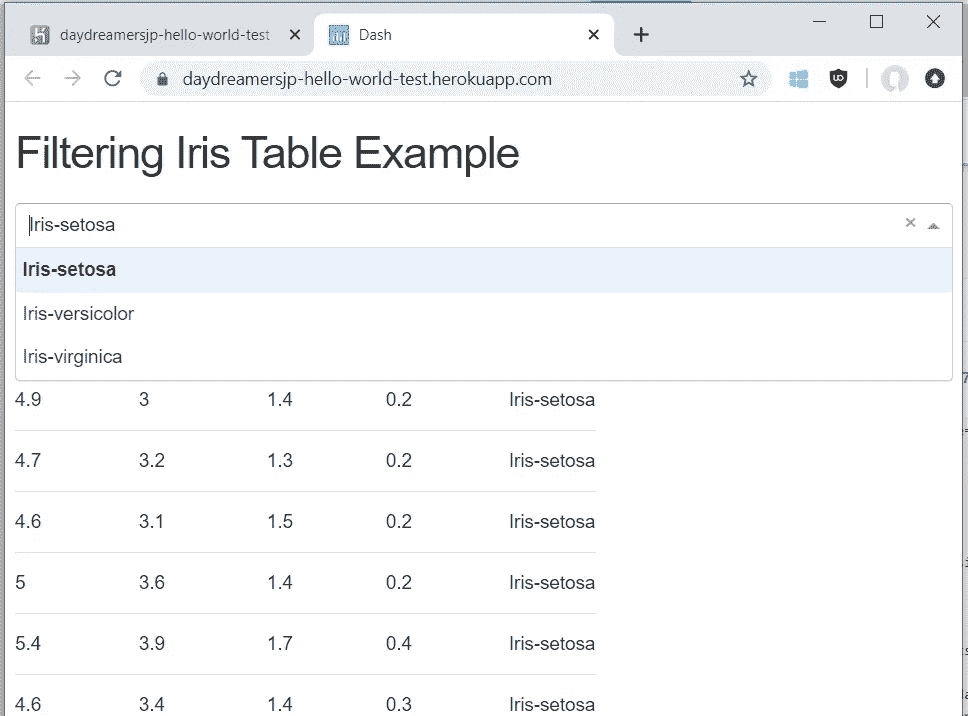 daydreamersjp-hello-world-test Dash
daydreamersjp-hello-world-test.herokuapp.com
Filtering Iris Table Example
Iris-setosa
Iris-setosa
Iris-versicolor
Iris-virginica
4.9 3 1.4 0.2 Iris-setosa
4.7 3.2 1.3 0.2 Iris-setosa
4.6 3.1 1.5 0.2 Iris-setosa
5 3.6 1.4 0.2 Iris-setosa
5.4 3.9 1.7 0.4 Iris-setosa
4.6 3.4 1.4 0.3 Iris-setosa